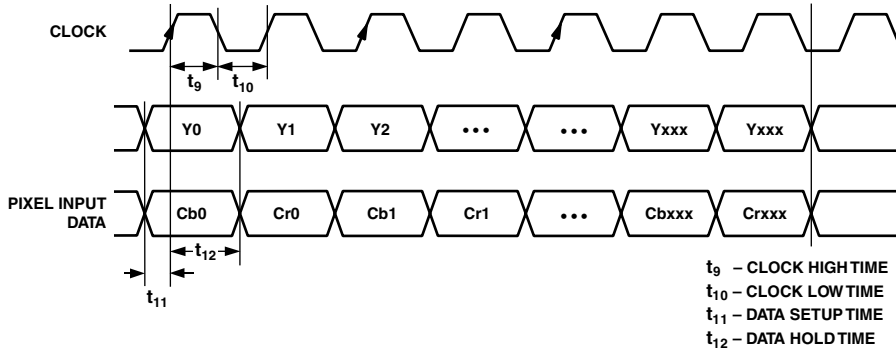 CLOCK
t9 t10
Y0 Y1 Y2 ••• ••• Yxxx Yxxx
PIXEL INPUT
DATA
Cb0 Cr0 Cb1 Cr1 ••• Cbxxx Crxxx
t12
t11
t9 – CLOCK HIGH TIME
t10 – CLOCK LOW TIME
t11 – DATA SETUP TIME
t12 – DATA HOLD TIME